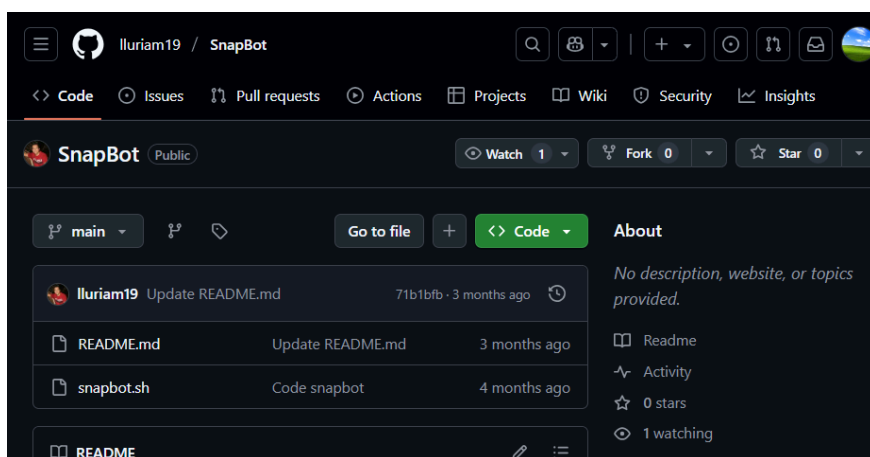 lluriam19 / SnapBot
Code Issues Pull requests Actions Projects Wiki Security Insights
SnapBot Public Watch 1 Fork 0 Star 0
main Go to file Code
About
No description, website, or topics
provided.
lluriam19 Update README.md 71b1bfb · 3 months ago
README.md Update README.md 3 months ago
snapbot.sh Code snapbot 4 months ago
Readme
Activity
0 stars
1 watching
README